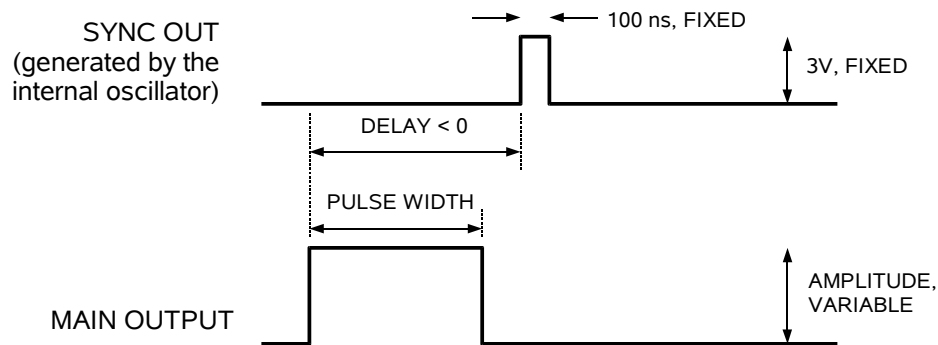 100 ns, FIXED
SYNC OUT
(generated by the
internal oscillator)
3V, FIXED
DELAY < 0
PULSE WIDTH
AMPLITUDE,
VARIABLE
MAIN OUTPUT